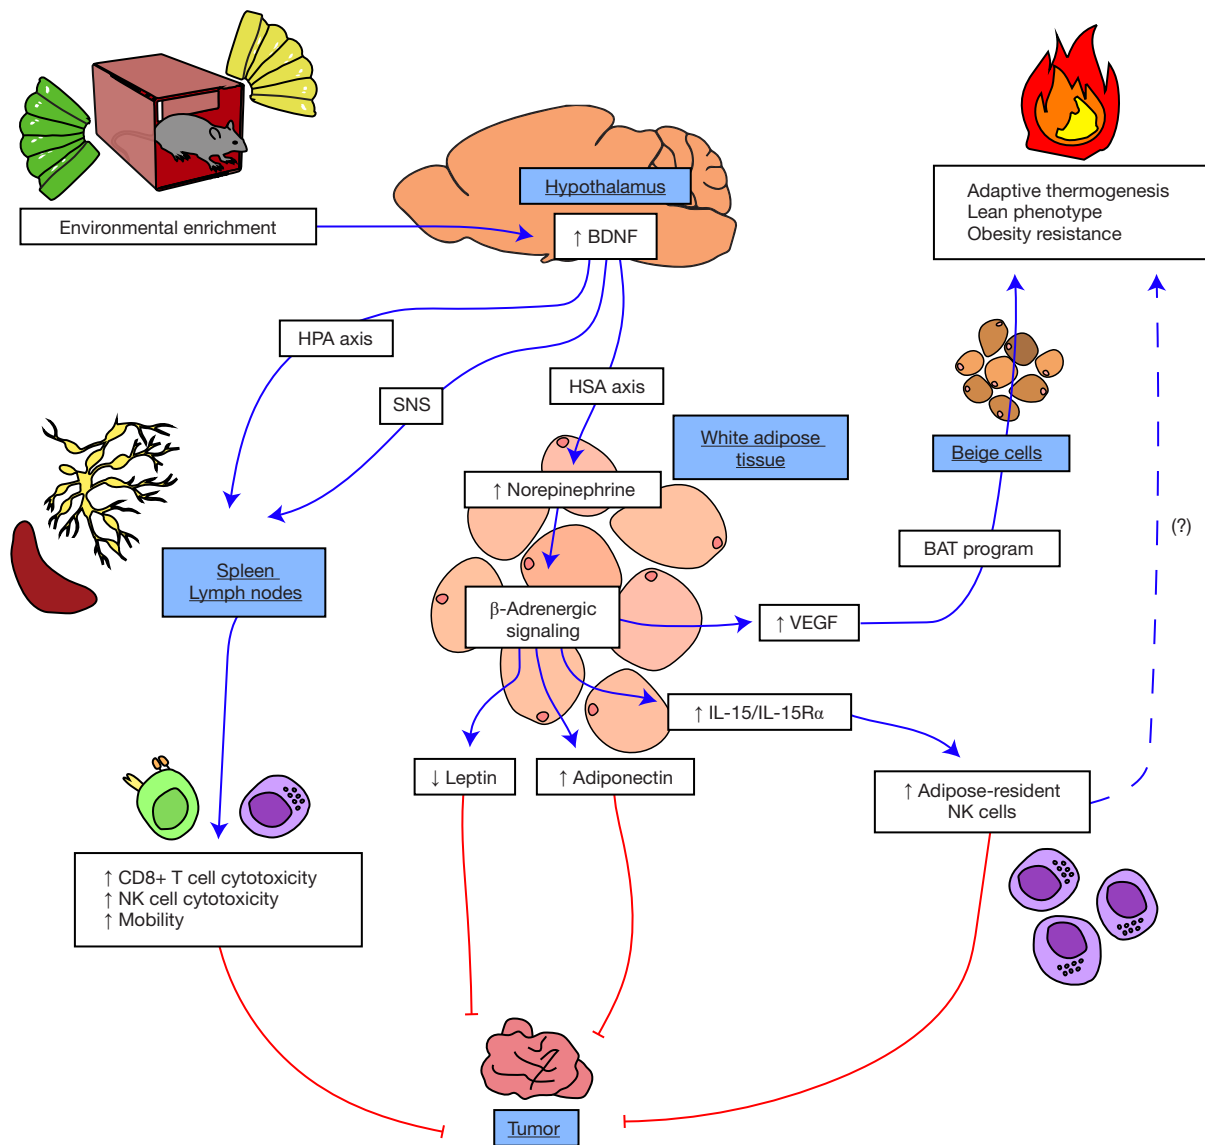 Hypothalamus
Environmental enrichment
↑ BDNF
Adaptive thermogenesis
Lean phenotype
Obesity resistance
HPA axis
SNS
HSA axis
White adipose
tissue
Beige cells
↑ Norepinephrine
(?)
BAT program
Spleen
Lymph nodes
β-Adrenergic
signaling
↑ VEGF
↑ IL-15/IL-15Rα
↓ Leptin
↑ Adiponectin
↑ Adipose-resident
NK cells
↑ CD8+ T cell cytotoxicity
↑ NK cell cytotoxicity
↑ Mobility
Tumor